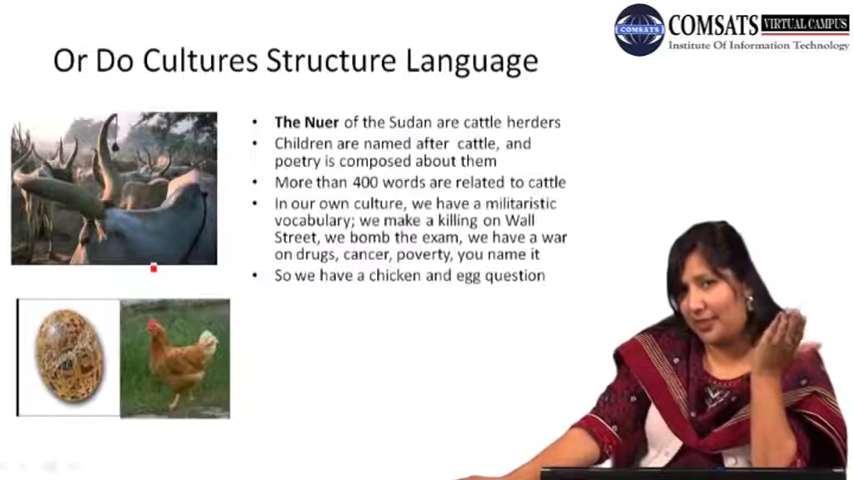 COMSATS VIRTUAL CAMPUS
COMSATS
Institute Of Information Technology
Or Do Cultures Structure Language
• The Nuer of the Sudan are cattle herders
• Children are named after cattle, and
poetry is composed about them
• More than 400 words are related to cattle
• In our own culture, we have a militaristic
vocabulary; we make a killing on Wall
Street, we bomb the exam, we have a war
on drugs, cancer, poverty, you name it
• So we have a chicken and egg question